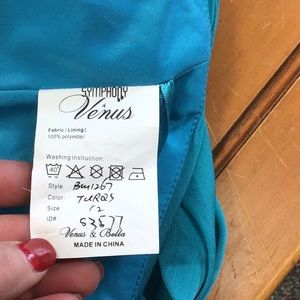 SYMPHONY
of Venus
Fabric / Lining:
100% polyester
Washing instruction:
40
Style: BM1267
Color: TURQS
Size: 12
ID# 53577
Venus & Bella
MADE IN CHINA